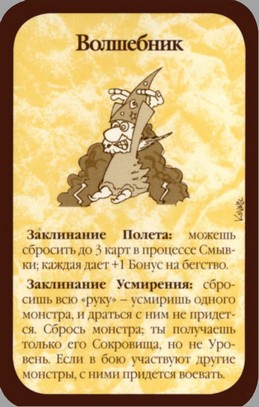 Волшебник
Заклинание Полета: можешь
сбросить до 3 карт в процессе Смыв-
ки; каждая дает +1 Бонус на бегство.
Заклинание Усмирения: сбро-
сишь всю «руку» – усмиришь одного
монстра, и драться с ним не придет-
ся. Сбрось монстра; ты получаешь
только его Сокровища, но не Уро-
вень. Если в бою участвуют другие
монстры, с ними придется воевать.